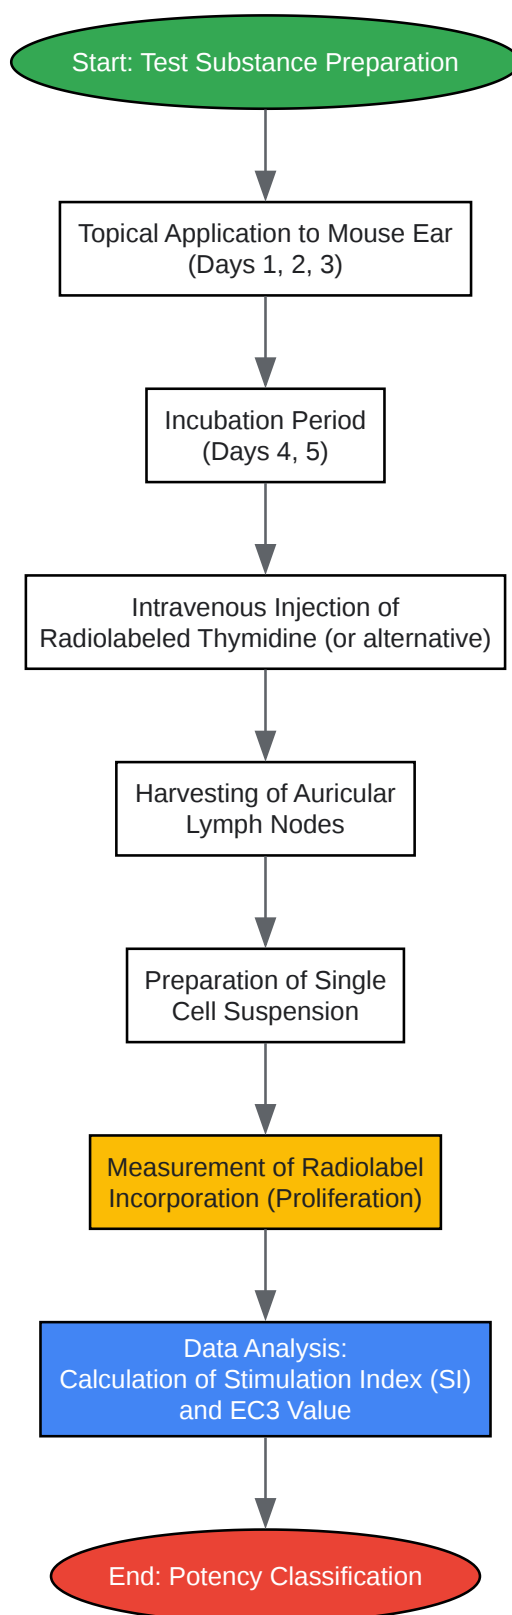 Start: Test Substance Preparation
Topical Application to Mouse Ear
(Days 1, 2, 3)
Incubation Period
(Days 4, 5)
Intravenous Injection of
Radiolabeled Thymidine (or alternative)
Harvesting of Auricular
Lymph Nodes
Preparation of Single
Cell Suspension
Measurement of Radiolabel
Incorporation (Proliferation)
Data Analysis:
Calculation of Stimulation Index (SI)
and EC3 Value
End: Potency Classification